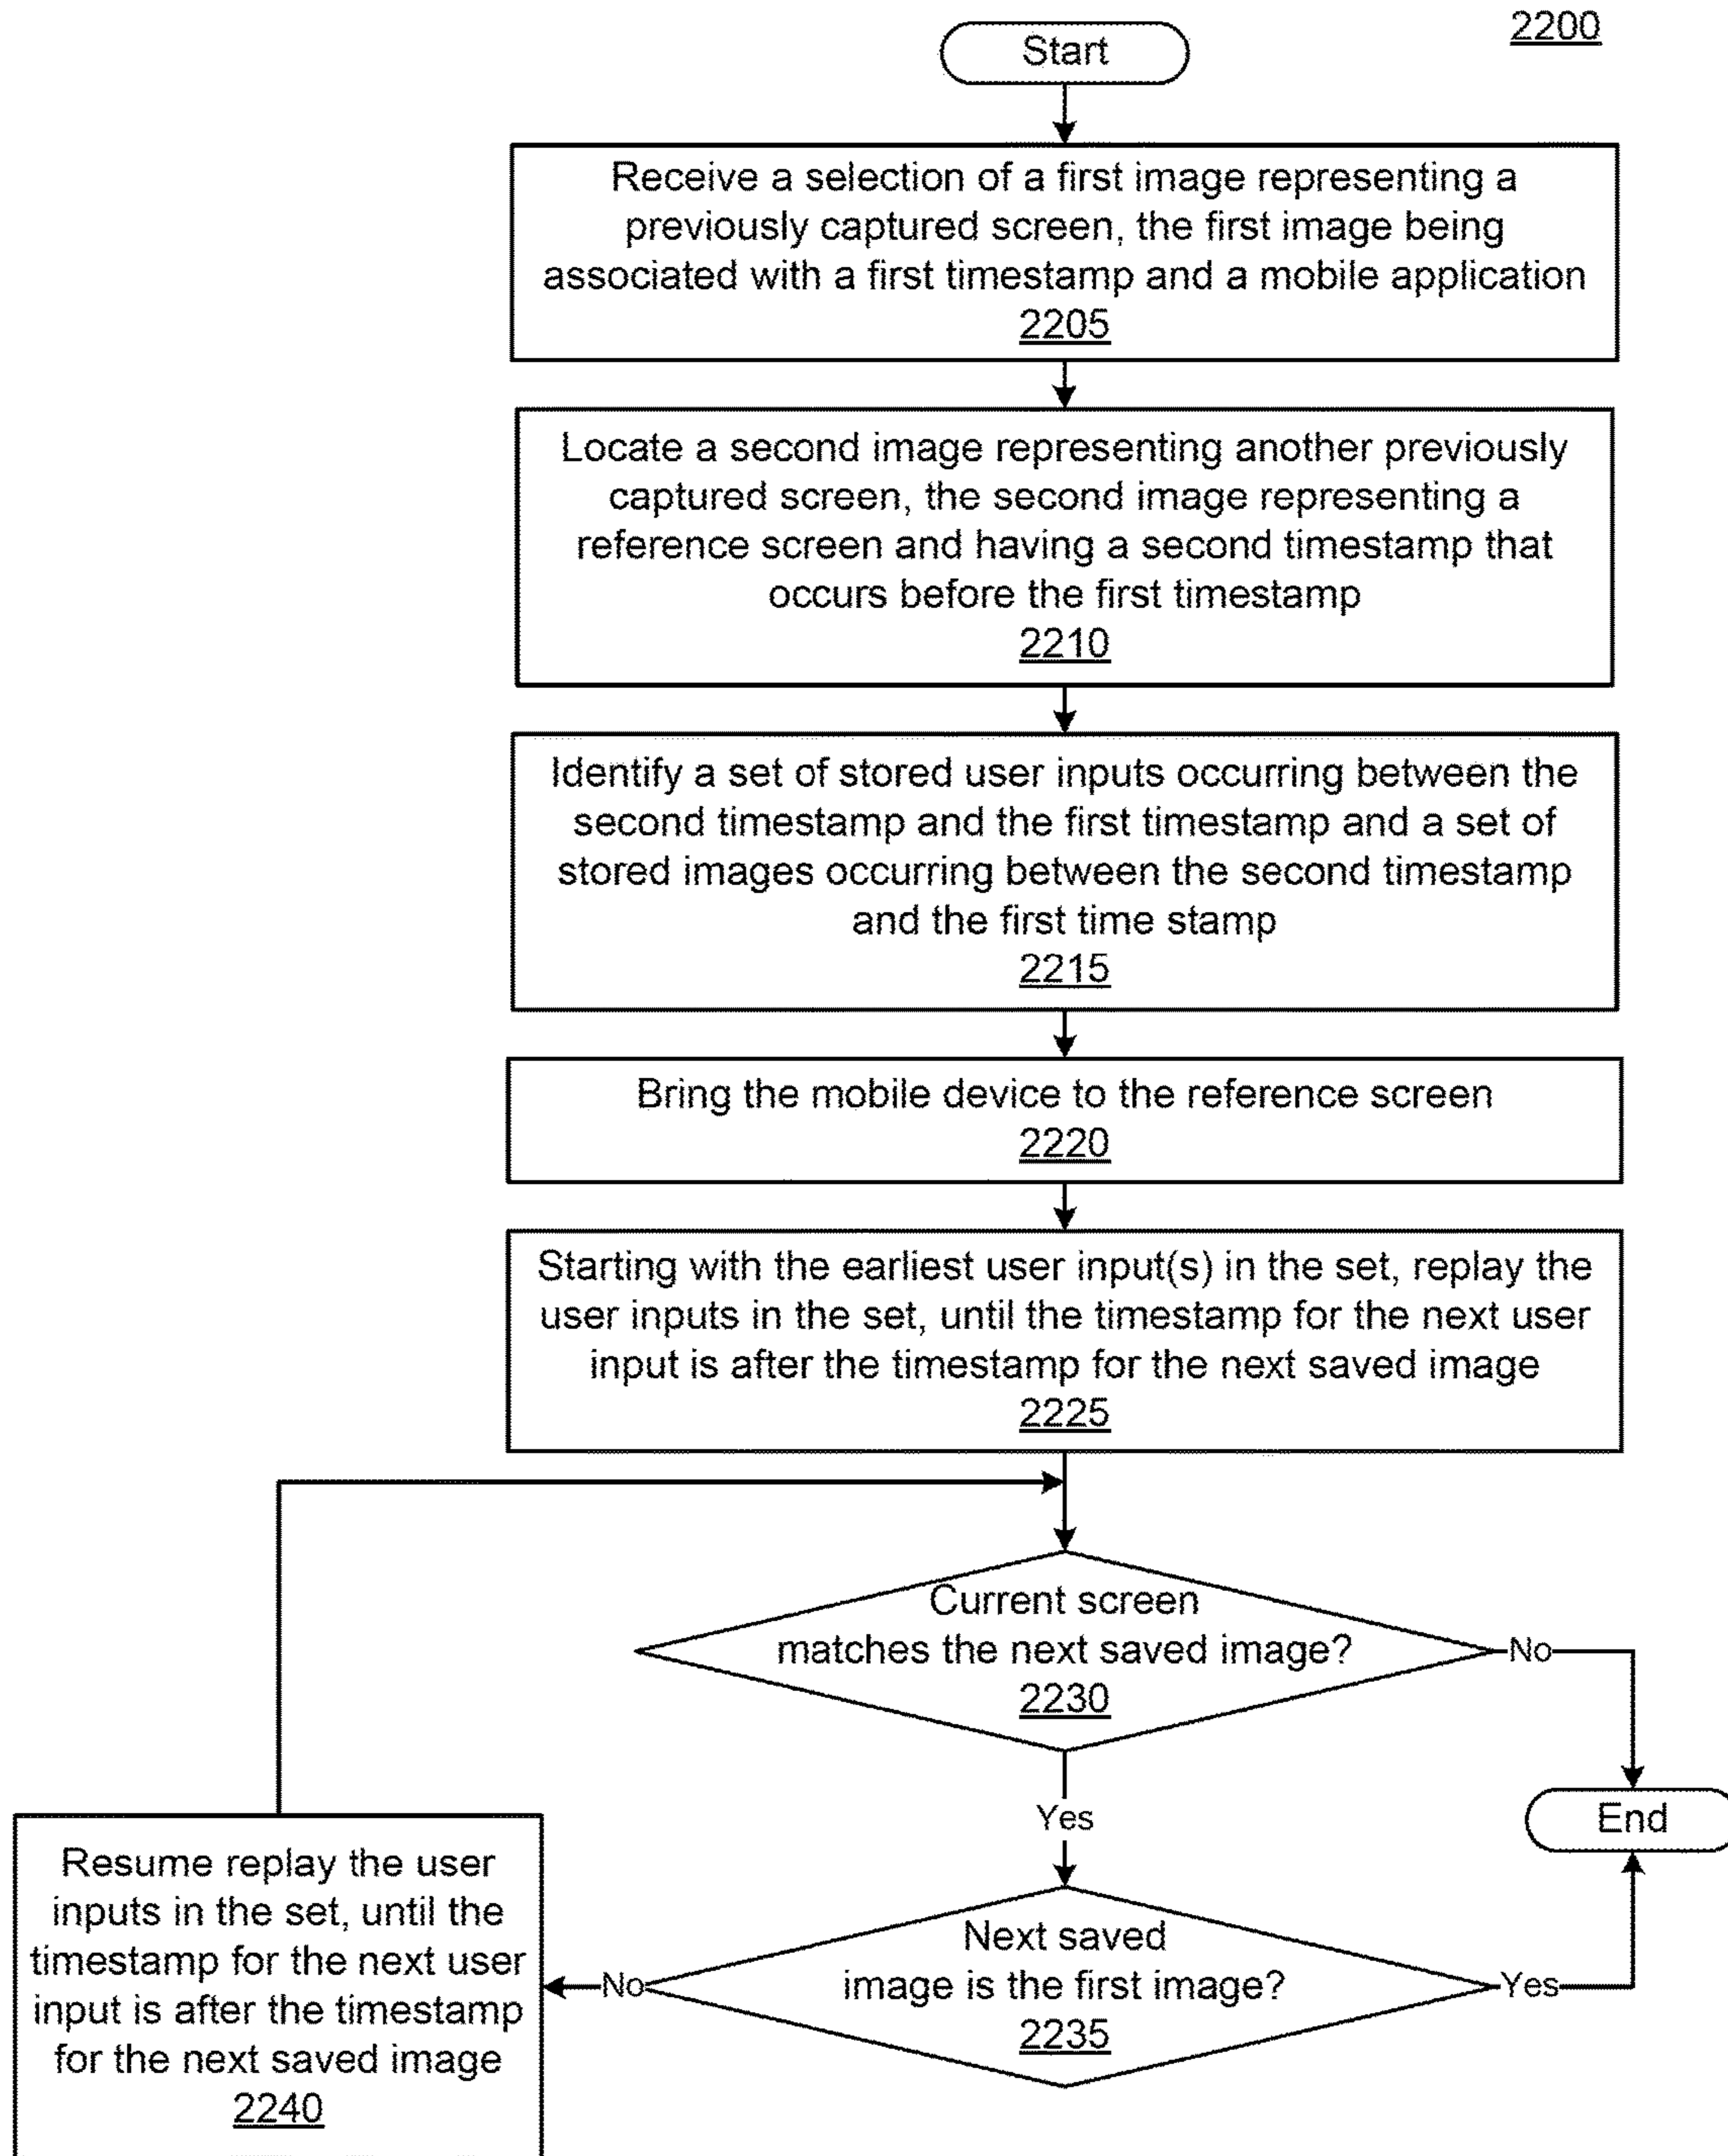 2200
Start
Receive a selection of a first image representing a
previously captured screen, the first image being
associated with a first timestamp and a mobile application
2205
Locate a second image representing another previously
captured screen, the second image representing a
reference screen and having a second timestamp that
occurs before the first timestamp
2210
Identify a set of stored user inputs occurring between the
second timestamp and the first timestamp and a set of
stored images occurring between the second timestamp
and the first time stamp
2215
Bring the mobile device to the reference screen
2220
Starting with the earliest user input(s) in the set, replay the
user inputs in the set, until the timestamp for the next user
input is after the timestamp for the next saved image
2225
Current screen
matches the next saved image?
2230
No
Yes
End
Next saved
image is the first image?
2235
No
Yes
Resume replay the user
inputs in the set, until the
timestamp for the next user
input is after the timestamp
for the next saved image
2240